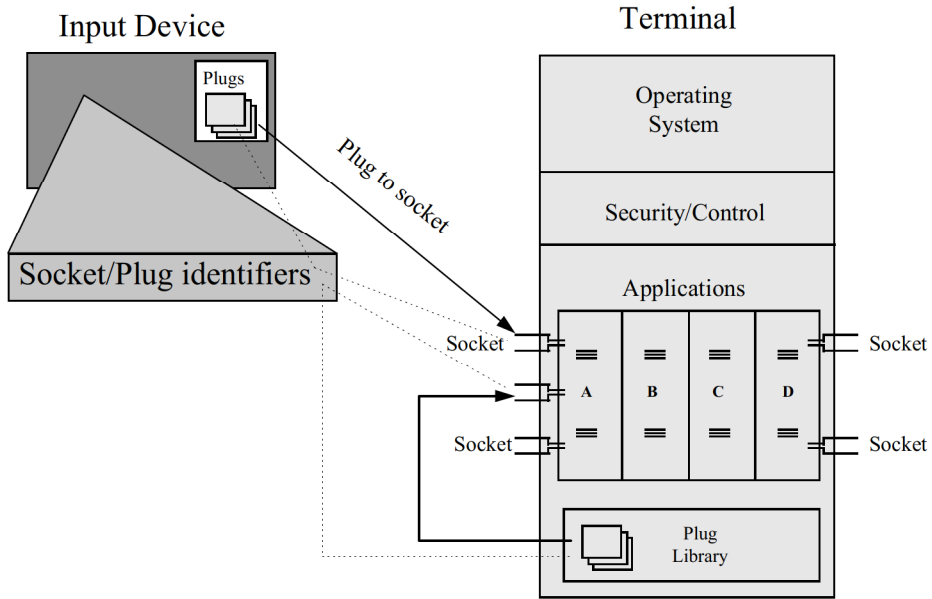 Input Device
Terminal
Plugs
Plug to socket
Socket/Plug identifiers
Operating
System
Security/Control
Applications
Socket
Socket
A
B
C
D
Socket
Socket
Plug
Library